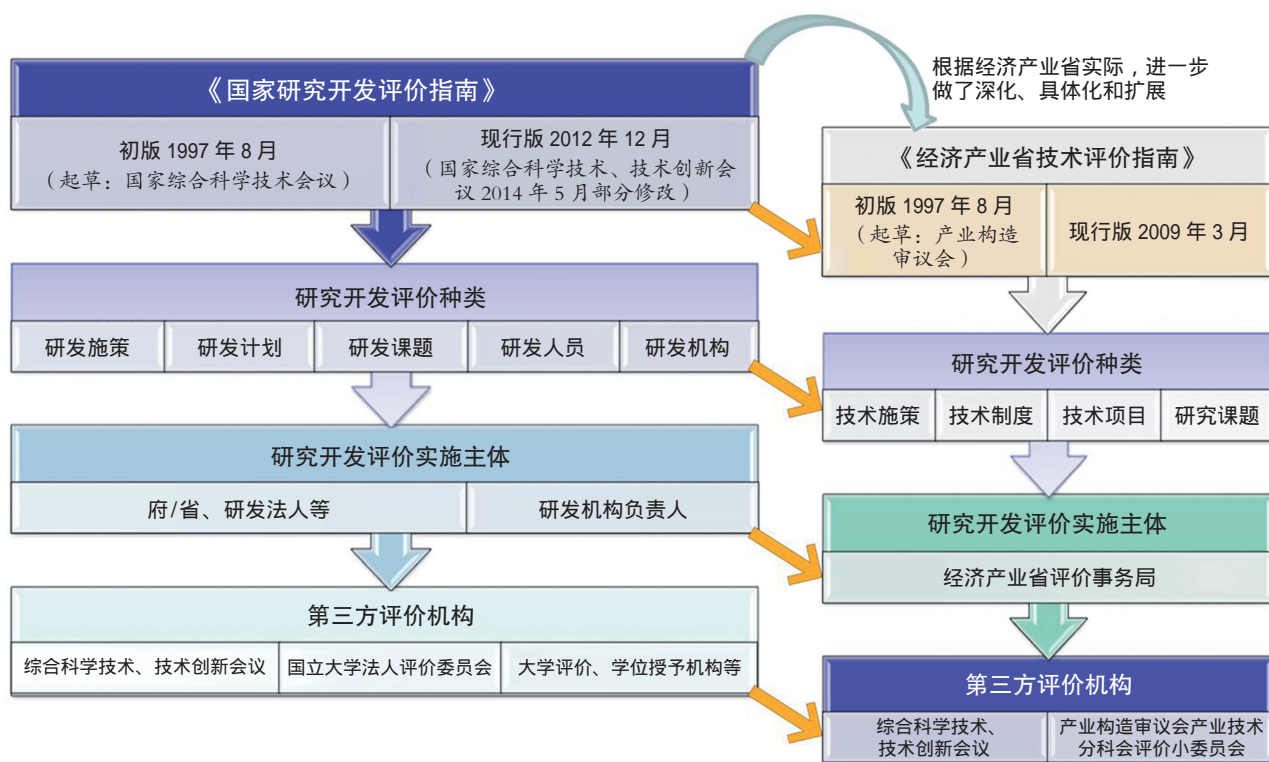 《国家研究开发评价指南》
初版 1997 年 8 月
（起草：国家综合科学技术会议）
现行版 2012 年 12 月
（国家综合科学技术、技术创新会
议 2014 年 5 月部分修改）
研究开发评价种类
研发施策
研发计划
研发课题
研发人员
研发机构
研究开发评价实施主体
府/省、研发法人等
研发机构负责人
第三方评价机构
综合科学技术、技术创新会议
国立大学法人评价委员会
大学评价、学位授予机构等
根据经济产业省实际，进一步
做了深化、具体化和扩展
《经济产业省技术评价指南》
初版 1997 年 8 月
（起草：产业构造
审议会）
现行版 2009 年 3 月
研究开发评价种类
技术施策
技术制度
技术项目
研究课题
研究开发评价实施主体
经济产业省评价事务局
第三方评价机构
综合科学技术、
技术创新会议
产业构造审议会产业技术
分科会评价小委员会